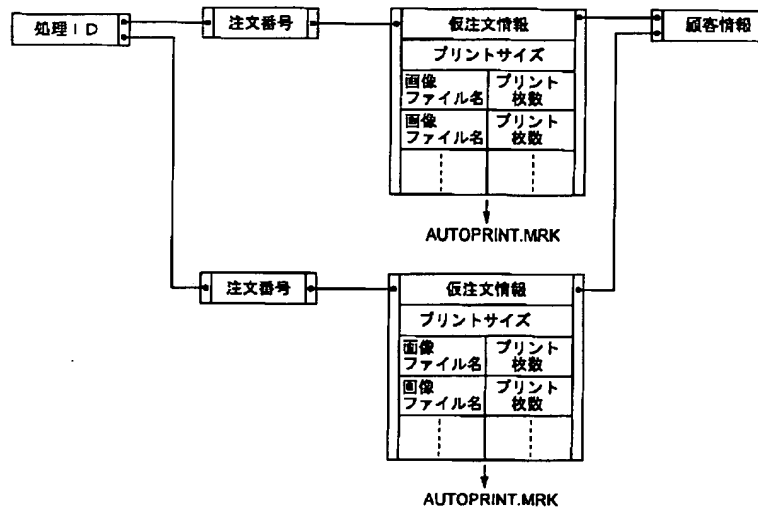 処理ID
注文番号
仮注文情報
顧客情報
プリントサイズ
画像
ファイル名
プリント
枚数
画像
ファイル名
プリント
枚数
AUTOPRINT.MRK
注文番号
仮注文情報
プリントサイズ
画像
ファイル名
プリント
枚数
画像
ファイル名
プリント
枚数
AUTOPRINT.MRK